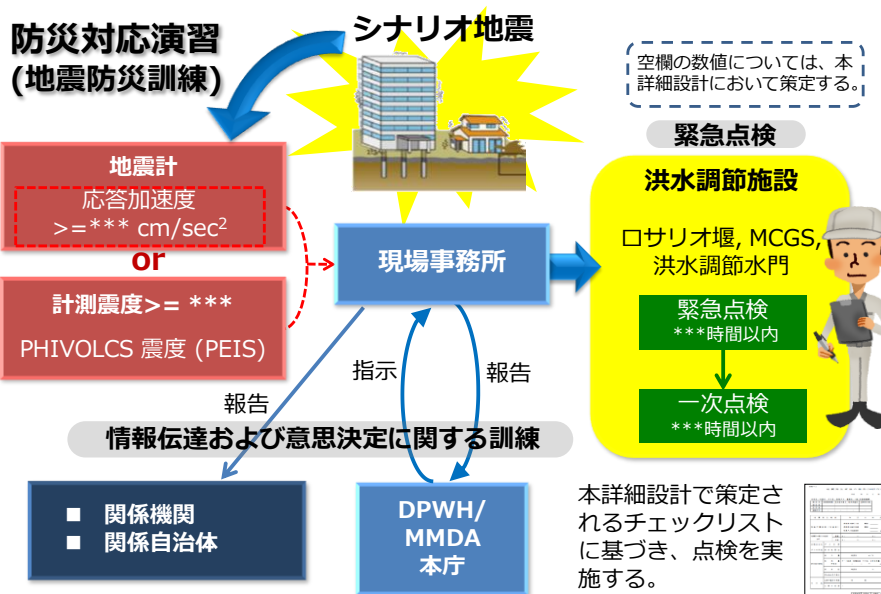 防災対応演習
(地震防災訓練)
シナリオ地震
空欄の数値については、本
詳細設計において策定する。
緊急点検
地震計
応答加速度
>=*** cm/sec²
or
計測震度>= ***
PHIVOLCS 震度 (PEIS)
現場事務所
洪水調節施設
ロサリオ堰, MCGS,
洪水調節水門
緊急点検
***時間以内
一次点検
***時間以内
指示
報告
報告
情報伝達および意思決定に関する訓練
■ 関係機関
■ 関係自治体
DPWH/
MMDA
本庁
本詳細設計で策定さ
れるチェックリスト
に基づき、点検を実
施する。